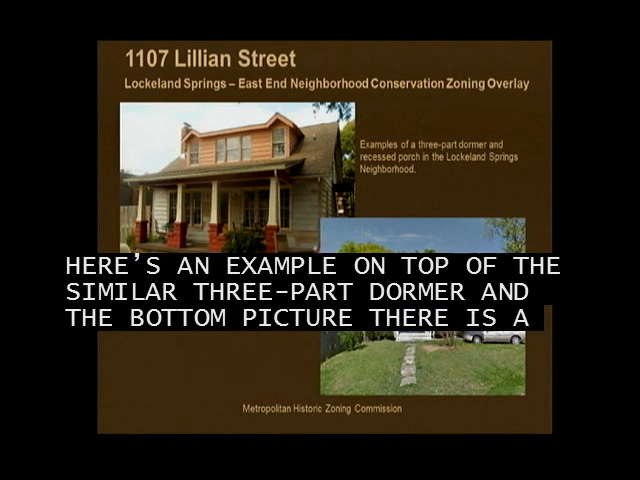 1107 Lillian Street
Lockeland Springs – East End Neighborhood Conservation Zoning Overlay
Examples of a three-part dormer and
recessed porch in the Lockeland Springs
Neighborhood.
HERE'S AN EXAMPLE ON TOP OF THE
SIMILAR THREE-PART DORMER AND
THE BOTTOM PICTURE THERE IS A
Metropolitan Historic Zoning Commission